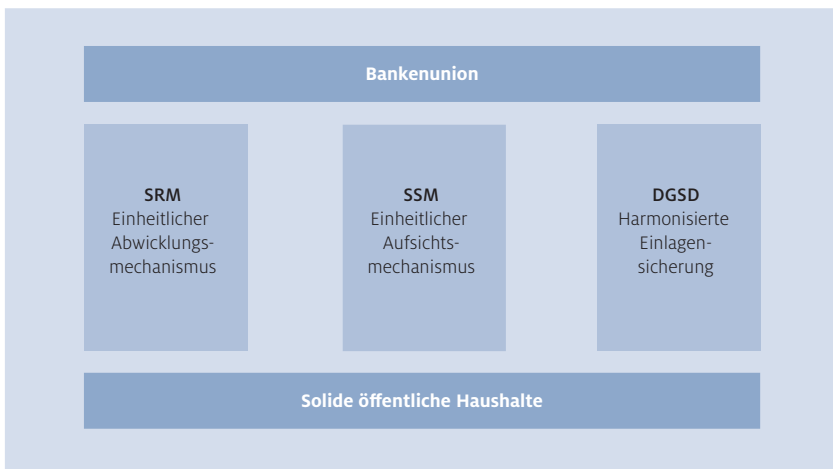 Bankenunion
SRM
Einheitlicher
Abwicklungs-
mechanismus
SSM
Einheitlicher
Aufsichts-
mechanismus
DGSD
Harmonisierte
Einlagen-
sicherung
Solide öffentliche Haushalte